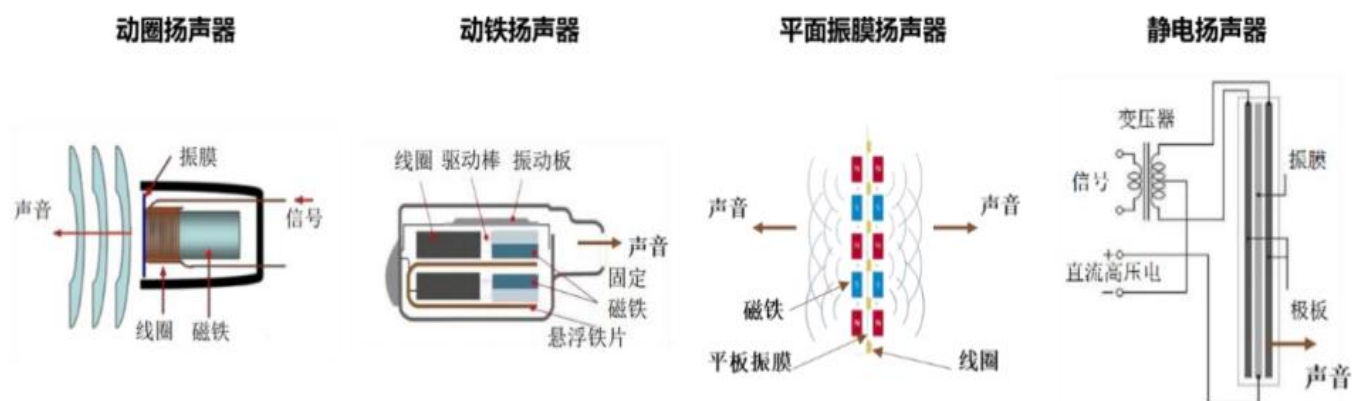 动圈扬声器
动铁扬声器
平面振膜扬声器
静电扬声器
振膜
声音
信号
线圈
磁铁
线圈
驱动棒
振动板
声音
固定
磁铁
悬浮铁片
声音
声音
N
N
S
S
N
N
S
S
N
N
磁铁
平板振膜
线圈
变压器
信号
振膜
+
直流高压电
−
极板
声音